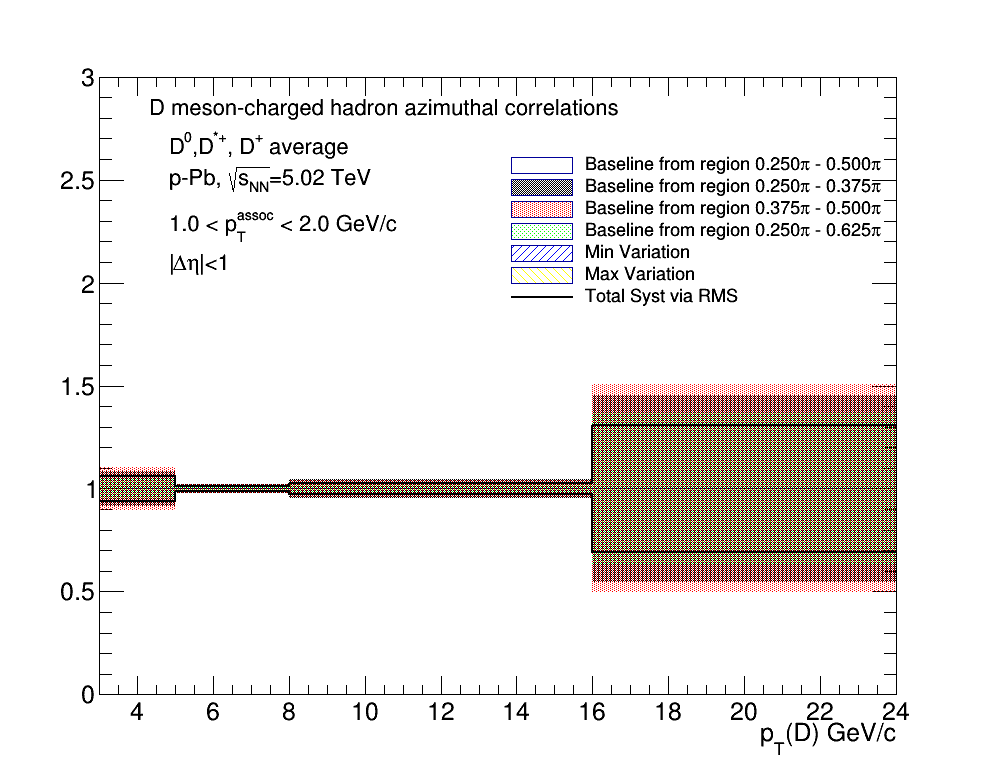 3
D meson-charged hadron azimuthal correlations
D⁰,D*⁺, D⁺ average
p-Pb, √sNN=5.02 TeV
1.0 < pTassoc < 2.0 GeV/c
|Δη|<1
Baseline from region 0.250π - 0.500π
Baseline from region 0.250π - 0.375π
Baseline from region 0.375π - 0.500π
Baseline from region 0.250π - 0.625π
Min Variation
Max Variation
Total Syst via RMS
2.5
2
1.5
1
0.5
0
4 6 8 10 12 14 16 18 20 22 24
pT(D) GeV/c